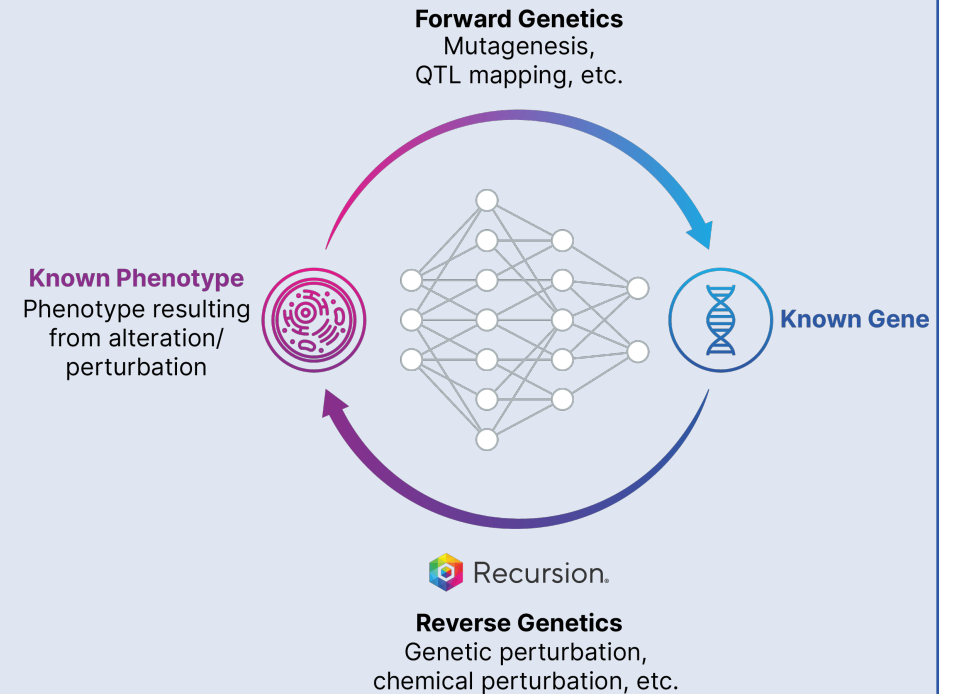 Forward Genetics
Mutagenesis,
QTL mapping, etc.
Known Phenotype
Phenotype resulting
from alteration/
perturbation
Known Gene
Recursion.
Reverse Genetics
Genetic perturbation,
chemical perturbation, etc.